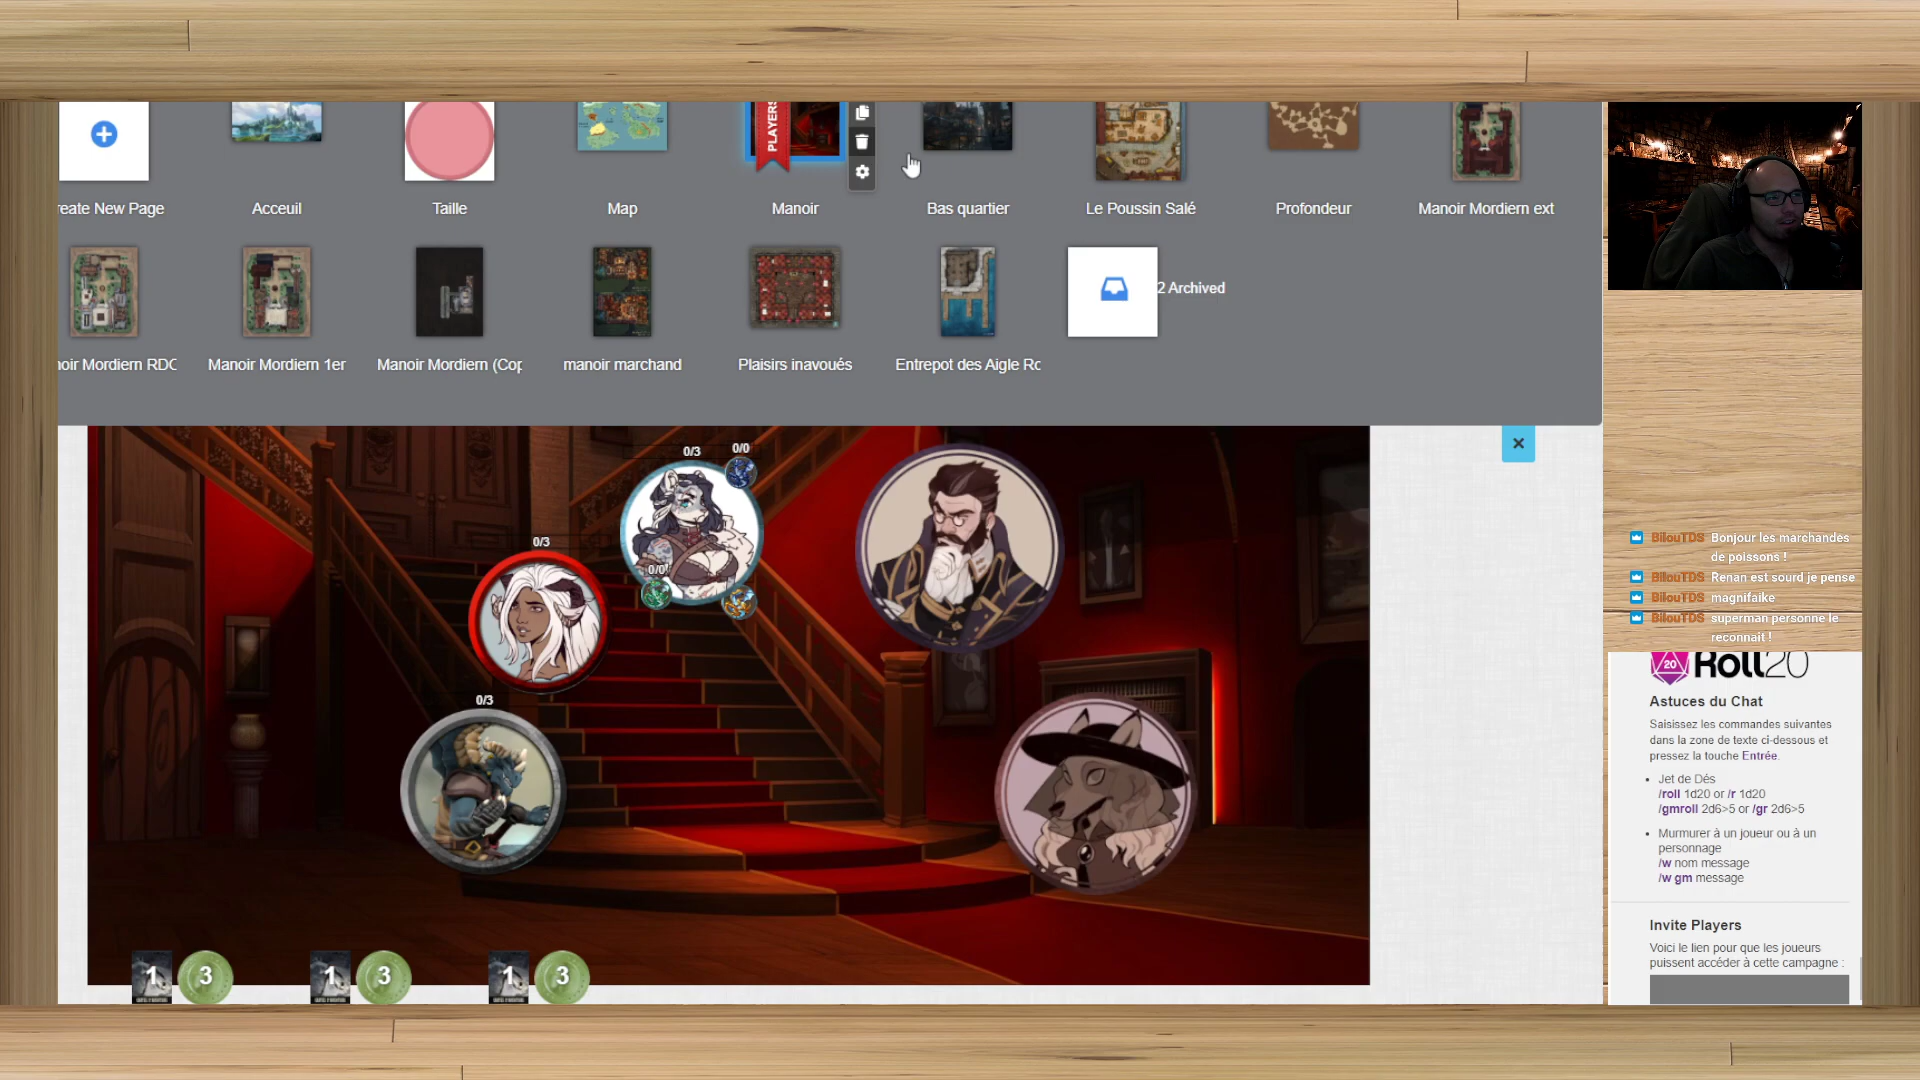 PLAYERS
reate New Page
Acceuil
Taille
Map
Manoir
Bas quartier
Le Poussin Salé
Profondeur
Manoir Mordiern ext
oir Mordiern RDC
Manoir Mordiern 1er
Manoir Mordiern (Cop
manoir marchand
Plaisirs inavoués
Entrepot des Aigle Ro
2 Archived
0/3
0/0
0/3
0/0
0/3
1
3
1
3
1
3
BilouTDS Bonjour les marchandes
de poissons !
BilouTDS Renan est sourd je pense
BilouTDS magnifaike
BilouTDS superman personne le
reconnait !
20 Roll20
Astuces du Chat
Saisissez les commandes suivantes
dans la zone de texte ci-dessous et
pressez la touche Entrée.
Jet de Dés
/roll 1d20 or /r 1d20
/gmroll 2d6>5 or /gr 2d6>5
Murmurer à un joueur ou à un
personnage
/w nom message
/w gm message
Invite Players
Voici le lien pour que les joueurs
puissent accéder à cette campagne :